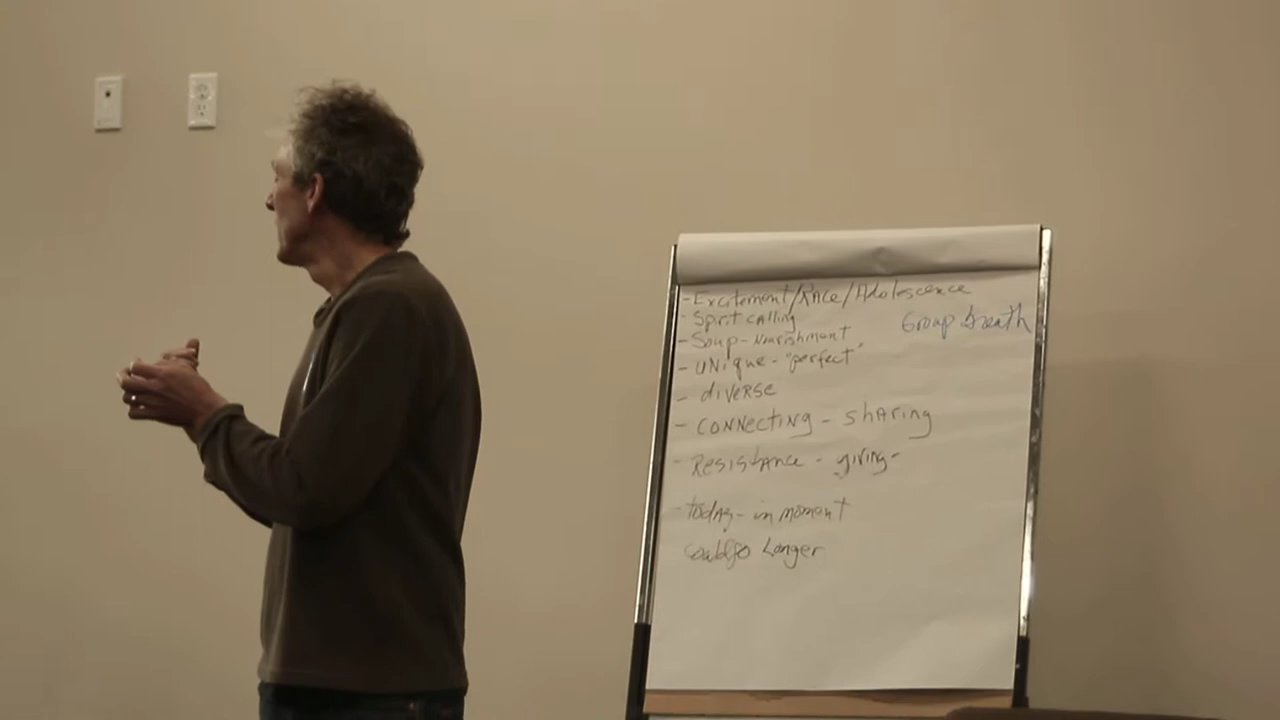 - Excitement/Race/Adolescence
- Spirit calling
Group breath
- Soup - Nourishment
- UNique - "perfect"
- diverse
- CONNecting - shAring
- Resistance - giving -
- today - in moment
could go Longer